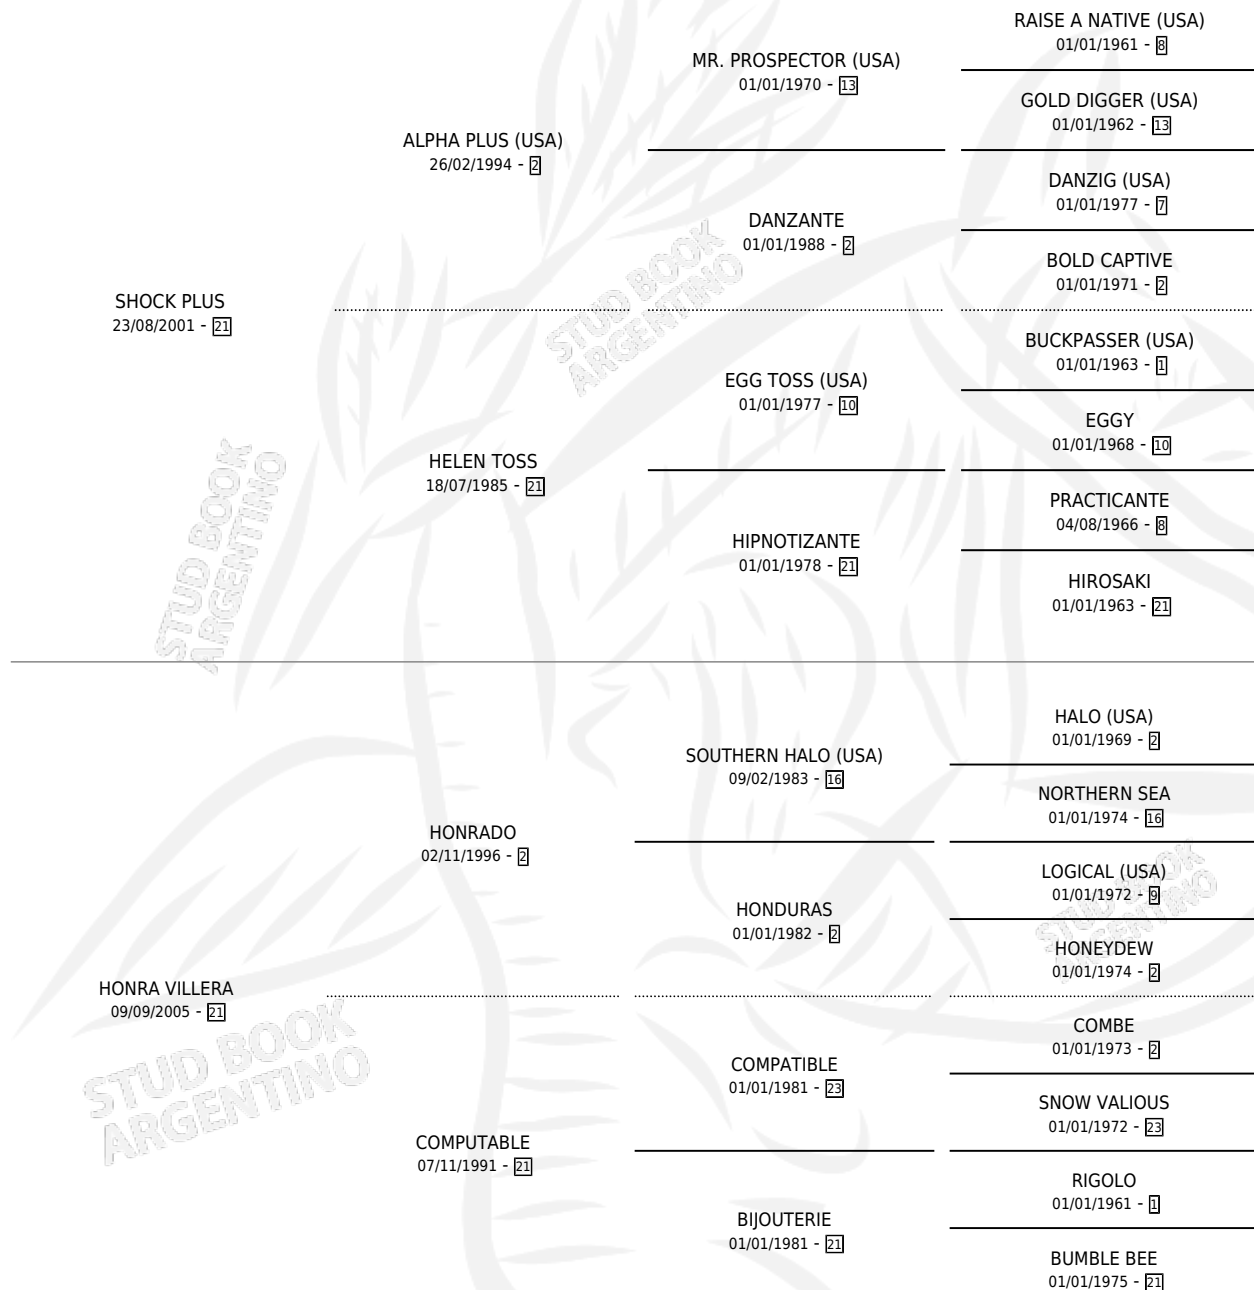 RAISE A NATIVE (USA)
01/01/1961 - 8
MR. PROSPECTOR (USA)
01/01/1970 - 13
GOLD DIGGER (USA)
01/01/1962 - 13
ALPHA PLUS (USA)
26/02/1994 - 2
DANZIG (USA)
01/01/1977 - 7
DANZANTE
01/01/1988 - 2
BOLD CAPTIVE
01/01/1971 - 2
SHOCK PLUS
23/08/2001 - 21
STUD BOOK
ARGENTINO
BUCKPASSER (USA)
01/01/1963 - 1
EGG TOSS (USA)
01/01/1977 - 10
EGGY
01/01/1968 - 10
HELEN TOSS
18/07/1985 - 21
PRACTICANTE
04/08/1966 - 8
HIPNOTIZANTE
01/01/1978 - 21
HIROSAKI
01/01/1963 - 21
STUD BOOK
ARGENTINO
HALO (USA)
01/01/1969 - 2
SOUTHERN HALO (USA)
09/02/1983 - 16
NORTHERN SEA
01/01/1974 - 16
HONRADO
02/11/1996 - 2
LOGICAL (USA)
01/01/1972 - 9
HONDURAS
01/01/1982 - 2
HONEYDEW
01/01/1974 - 2
STUD BOOK
ARGENTINO
HONRA VILLERA
09/09/2005 - 21
COMBE
01/01/1973 - 2
COMPATIBLE
01/01/1981 - 23
SNOW VALIOUS
01/01/1972 - 23
STUD BOOK
ARGENTINO
COMPUTABLE
07/11/1991 - 21
RIGOLO
01/01/1961 - 1
BIJOUTERIE
01/01/1981 - 21
BUMBLE BEE
01/01/1975 - 21